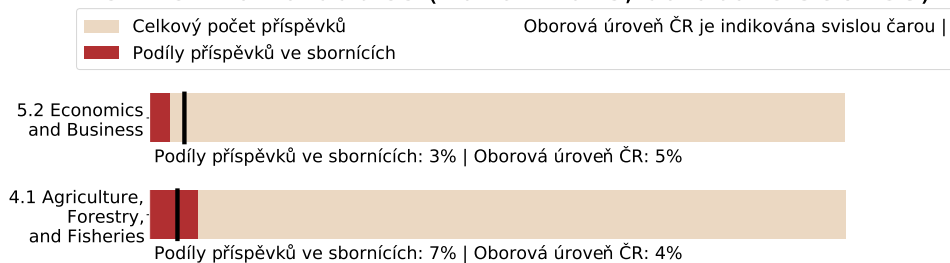 Celkový počet příspěvků
Oborová úroveň ČR je indikována svislou čarou |
Podíly příspěvků ve sbornících
5.2 Economics
and Business
Podíly příspěvků ve sbornících: 3% | Oborová úroveň ČR: 5%
4.1 Agriculture,
Forestry,
and Fisheries
Podíly příspěvků ve sbornících: 7% | Oborová úroveň ČR: 4%